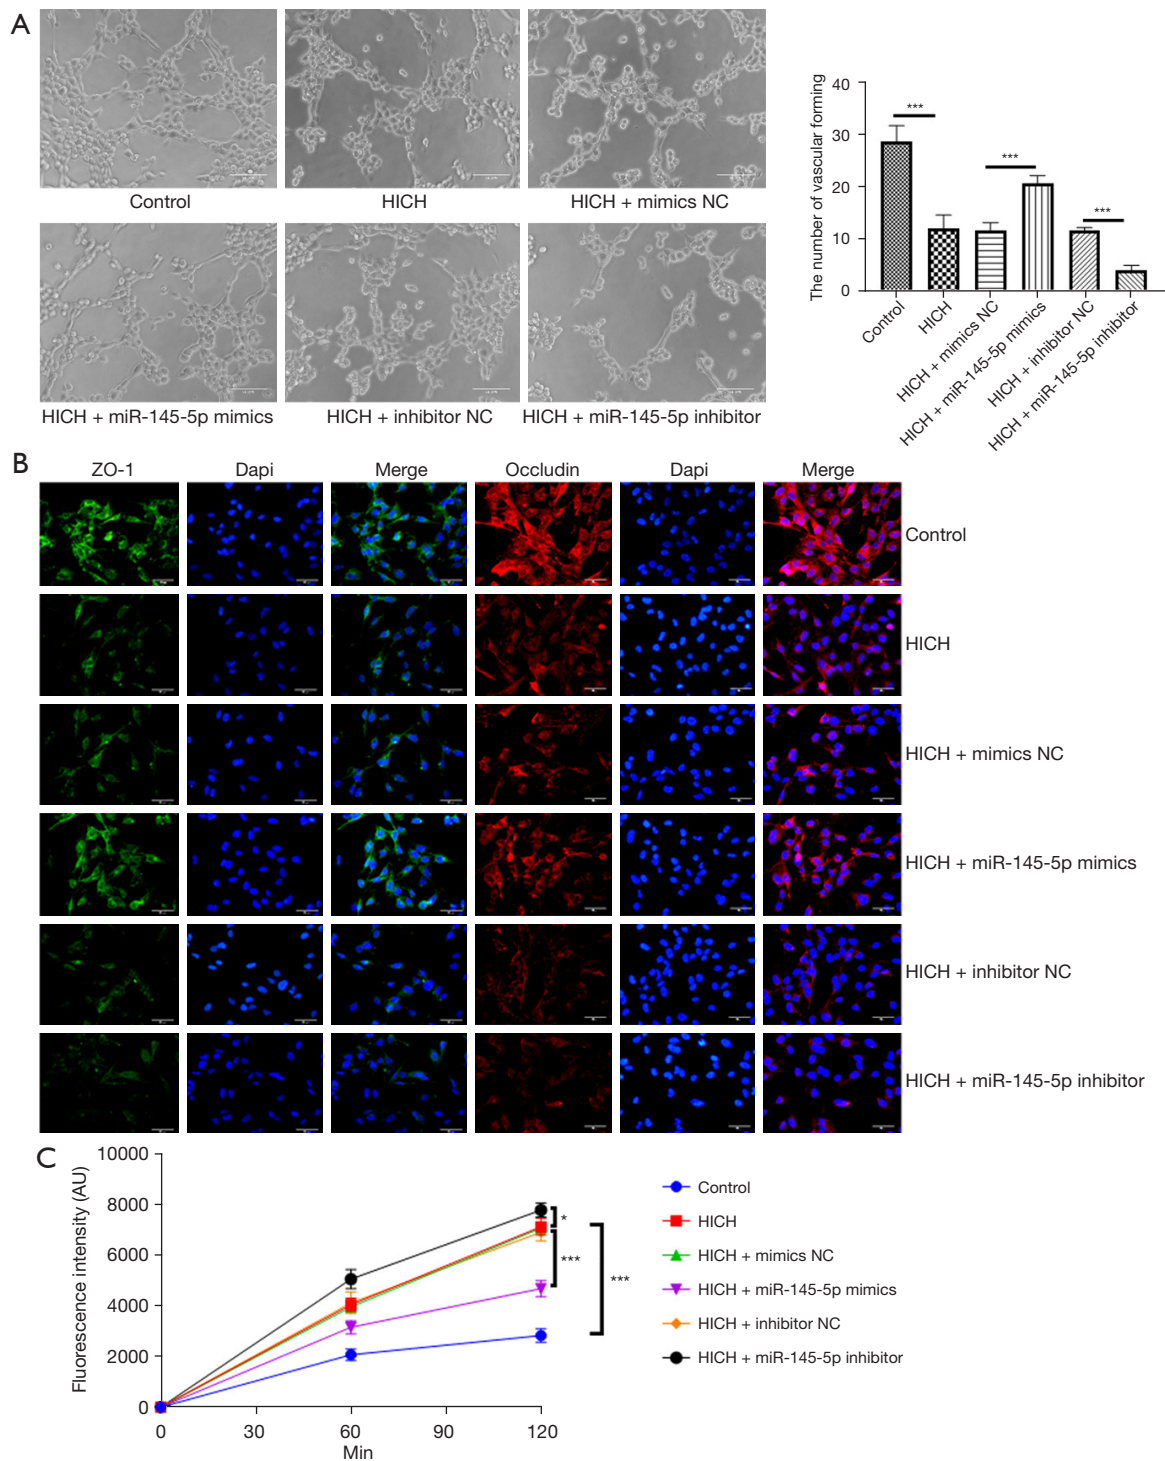 A
Control
HICH
HICH + mimics NC
HICH + miR-145-5p mimics
HICH + inhibitor NC
HICH + miR-145-5p inhibitor
The number of vascular forming
40
30
20
10
0
***
***
***
Control
HICH
HICH + mimics NC
HICH + miR-145-5p mimics
HICH + inhibitor NC
HICH + miR-145-5p inhibitor
B
ZO-1 Dapi Merge Occludin Dapi Merge
Control
HICH
HICH + mimics NC
HICH + miR-145-5p mimics
HICH + inhibitor NC
HICH + miR-145-5p inhibitor
C
Fluorescence intensity (AU)
10000
8000
6000
4000
2000
0
0 30 60 90 120
Min
*
***
***
Control
HICH
HICH + mimics NC
HICH + miR-145-5p mimics
HICH + inhibitor NC
HICH + miR-145-5p inhibitor